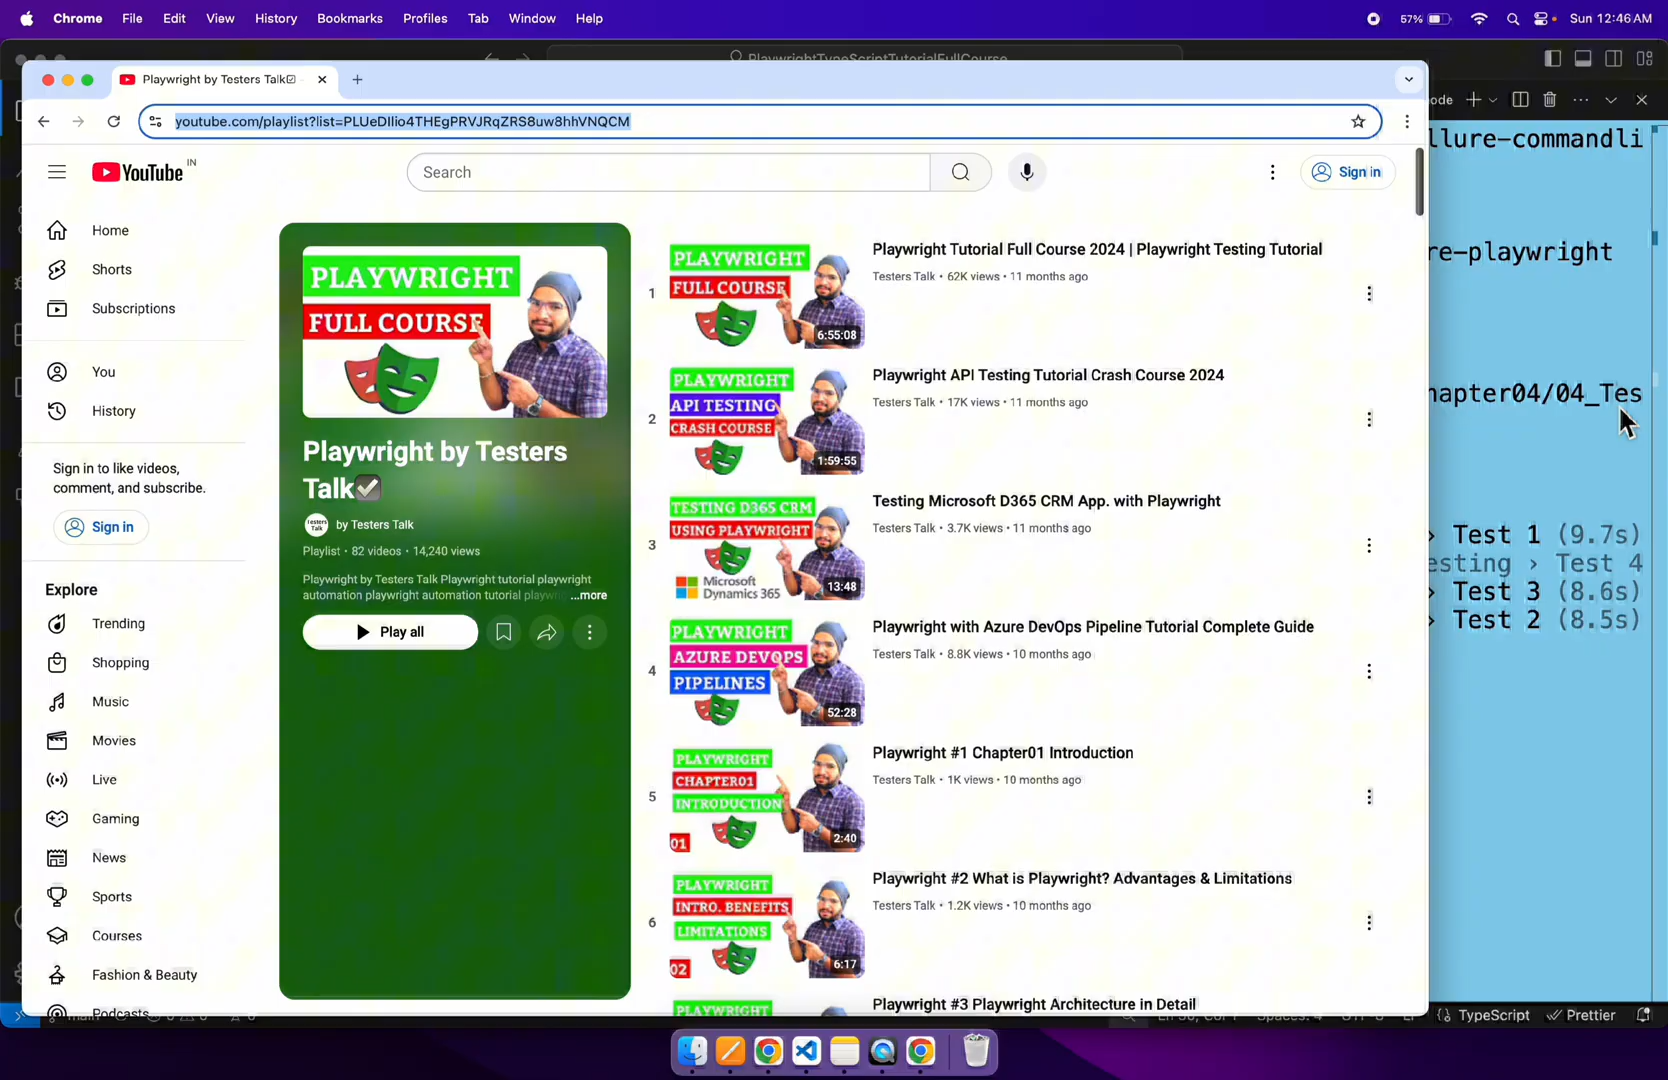 Chrome File Edit View History Bookmarks Profiles Tab Window Help
57% Sun 12:46 AM
PlaywrightTypeScriptTutorialFullCourse
Playwright by Testers Talk☑
youtube.com/playlist?list=PLUeDIlio4THEgPRVJRqZRS8uw8hhVNQCM
YouTube IN
Search
Sign in
Home
Shorts
Subscriptions
You
History
Sign in to like videos,
comment, and subscribe.
Sign in
Explore
Trending
Shopping
Music
Movies
Live
Gaming
News
Sports
Courses
Fashion & Beauty
Podcasts
PLAYWRIGHT
FULL COURSE
Playwright by Testers
Talk☑
Testers Talk
by Testers Talk
Playlist • 82 videos • 14,240 views
Playwright by Testers Talk Playwright tutorial playwright
automation playwright automation tutorial ...more
Play all
1
PLAYWRIGHT
FULL COURSE
6:55:08
Playwright Tutorial Full Course 2024 | Playwright Testing Tutorial
Testers Talk • 62K views • 11 months ago
2
PLAYWRIGHT
API TESTING
CRASH COURSE
1:59:55
Playwright API Testing Tutorial Crash Course 2024
Testers Talk • 17K views • 11 months ago
3
TESTING D365 CRM
USING PLAYWRIGHT
Microsoft
Dynamics 365
13:48
Testing Microsoft D365 CRM App. with Playwright
Testers Talk • 3.7K views • 11 months ago
4
PLAYWRIGHT
AZURE DEVOPS
PIPELINES
52:28
Playwright with Azure DevOps Pipeline Tutorial Complete Guide
Testers Talk • 8.8K views • 10 months ago
5
PLAYWRIGHT
CHAPTER01
INTRODUCTION
01
2:40
Playwright #1 Chapter01 Introduction
Testers Talk • 1K views • 10 months ago
6
PLAYWRIGHT
INTRO. BENEFITS
LIMITATIONS
02
6:17
Playwright #2 What is Playwright? Advantages & Limitations
Testers Talk • 1.2K views • 10 months ago
PLAYWRIGHT
Playwright #3 Playwright Architecture in Detail
ode
llure-commandli
re-playwright
hapter04/04_Tes
› Test 1 (9.7s)
esting › Test 4
› Test 3 (8.6s)
› Test 2 (8.5s)
main
TypeScript Prettier